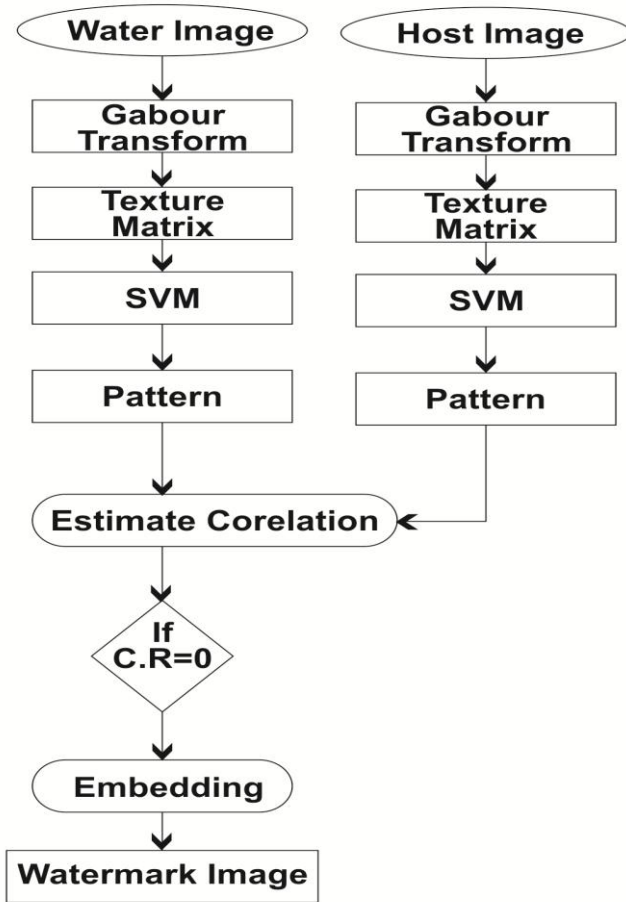 Water Image
Gabour
Transform
Texture
Matrix
SVM
Pattern
Host Image
Gabour
Transform
Texture
Matrix
SVM
Pattern
Estimate Corelation
If
C.R=0
Embedding
Watermark Image